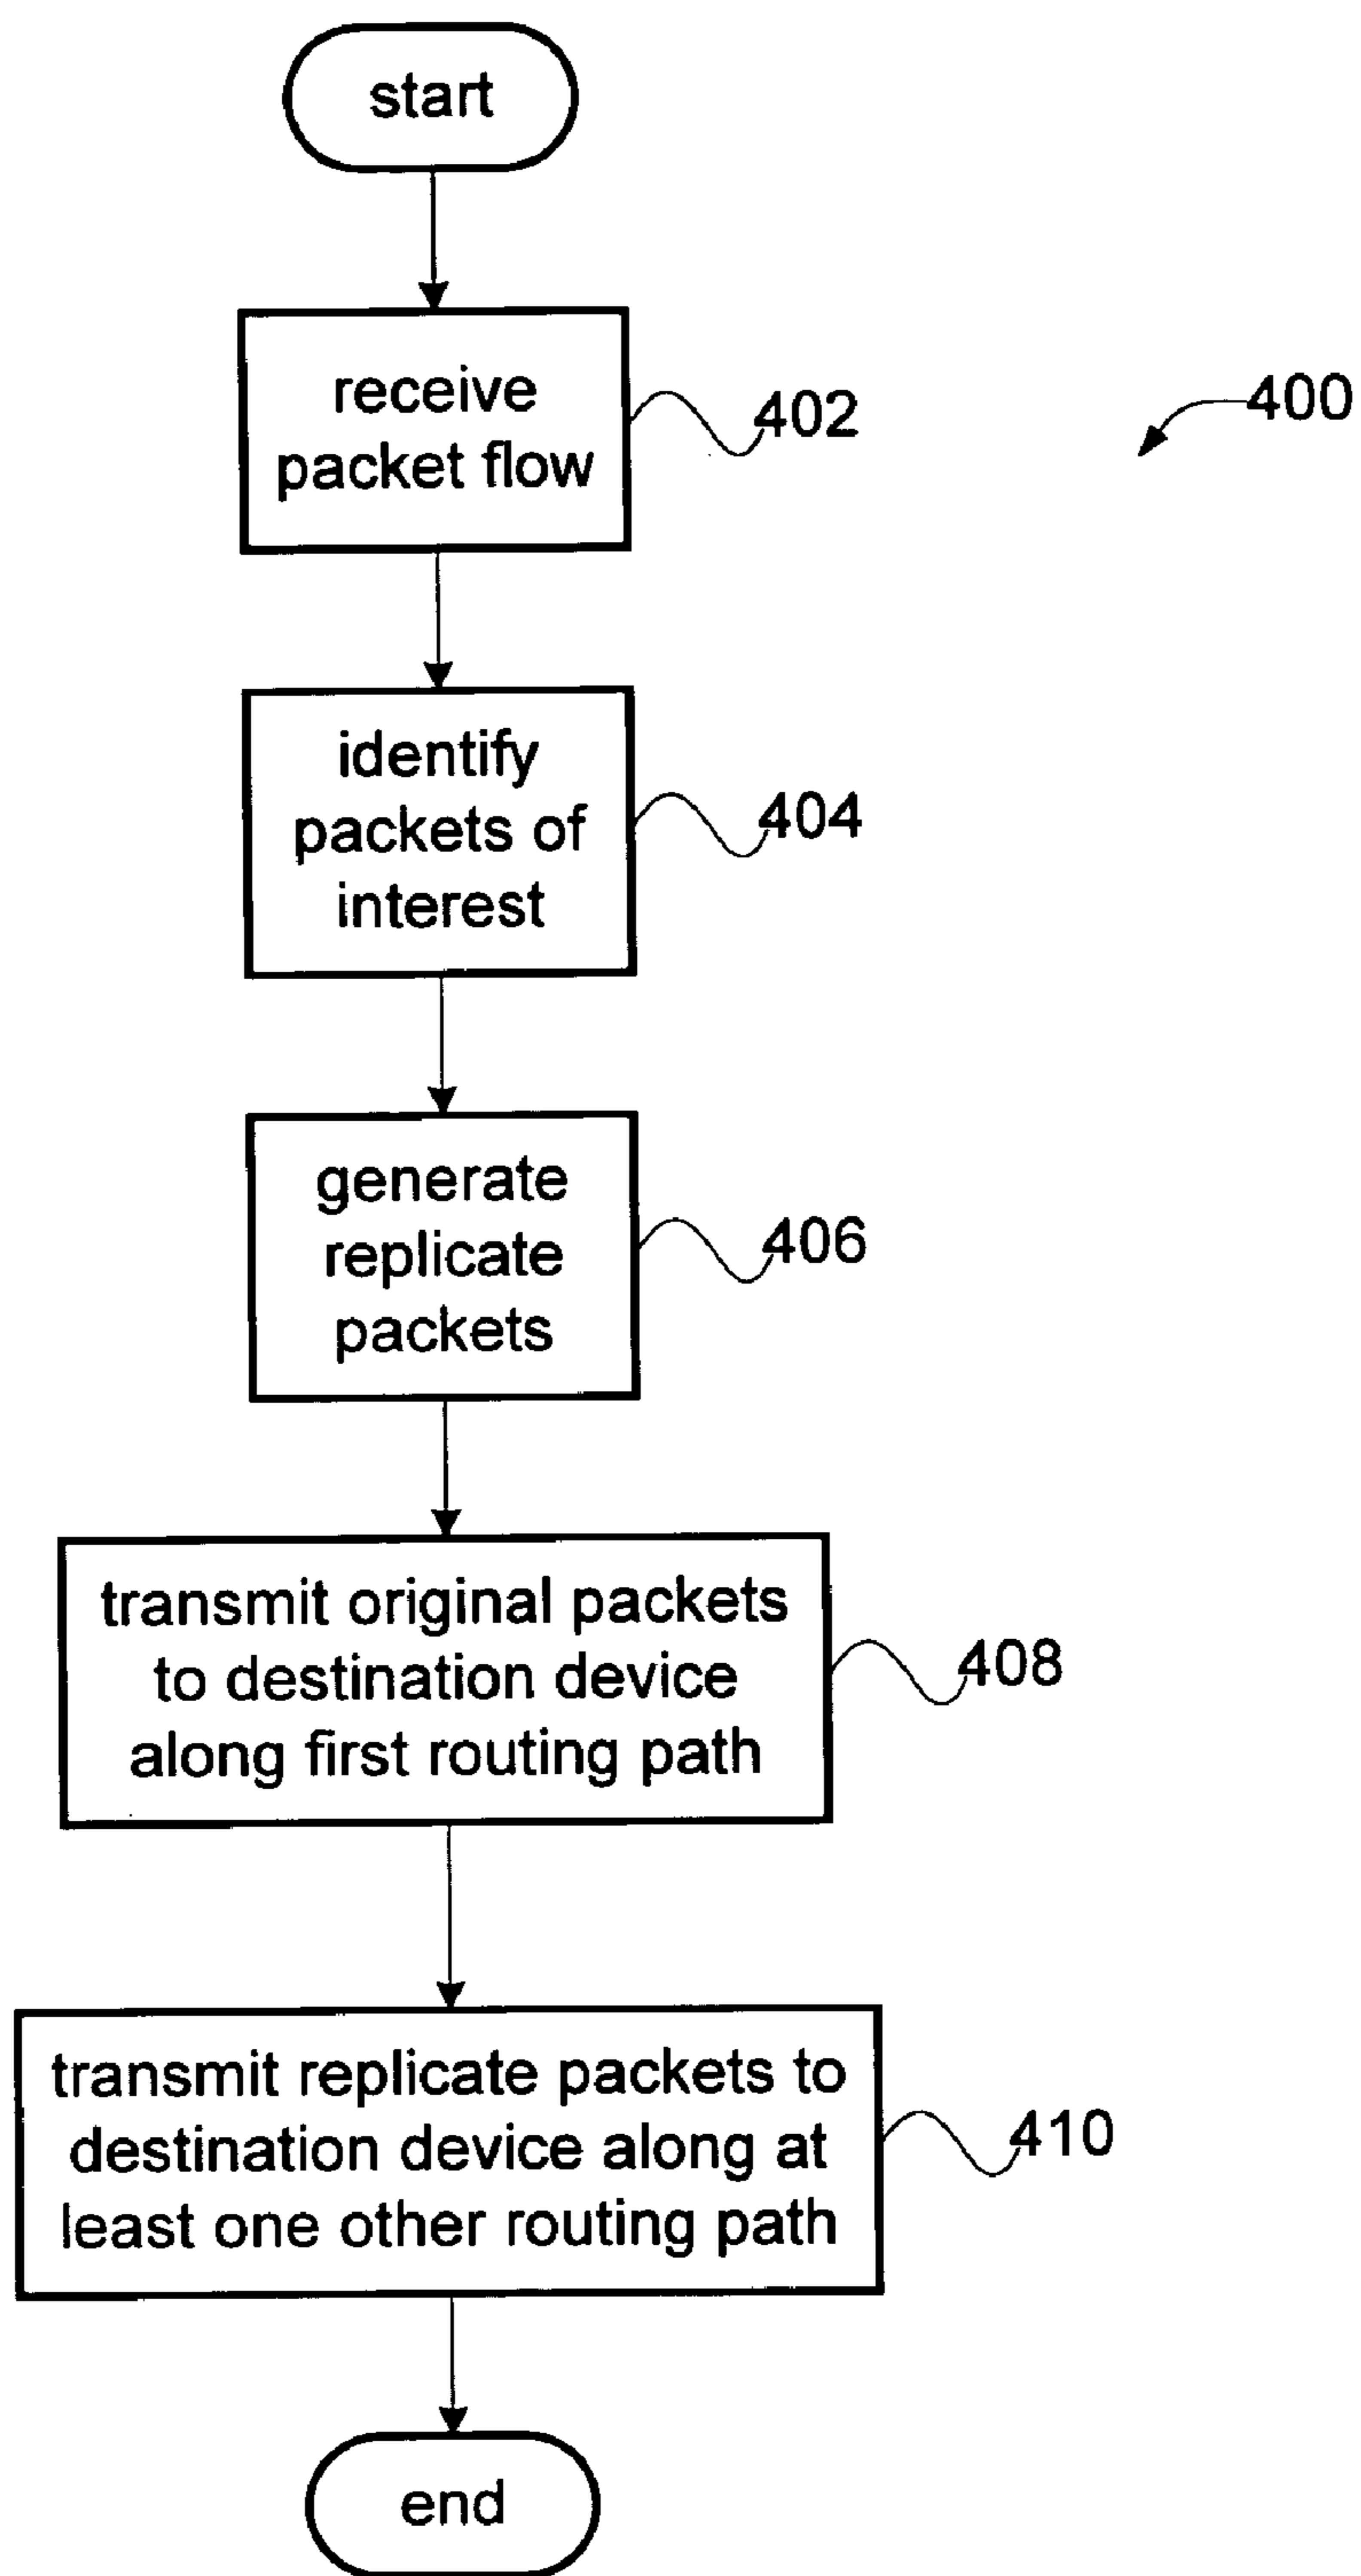 start
receive
packet flow
402
400
identify
packets of
interest
404
generate
replicate
packets
406
transmit original packets
to destination device
along first routing path
408
transmit replicate packets to
destination device along at
least one other routing path
410
end